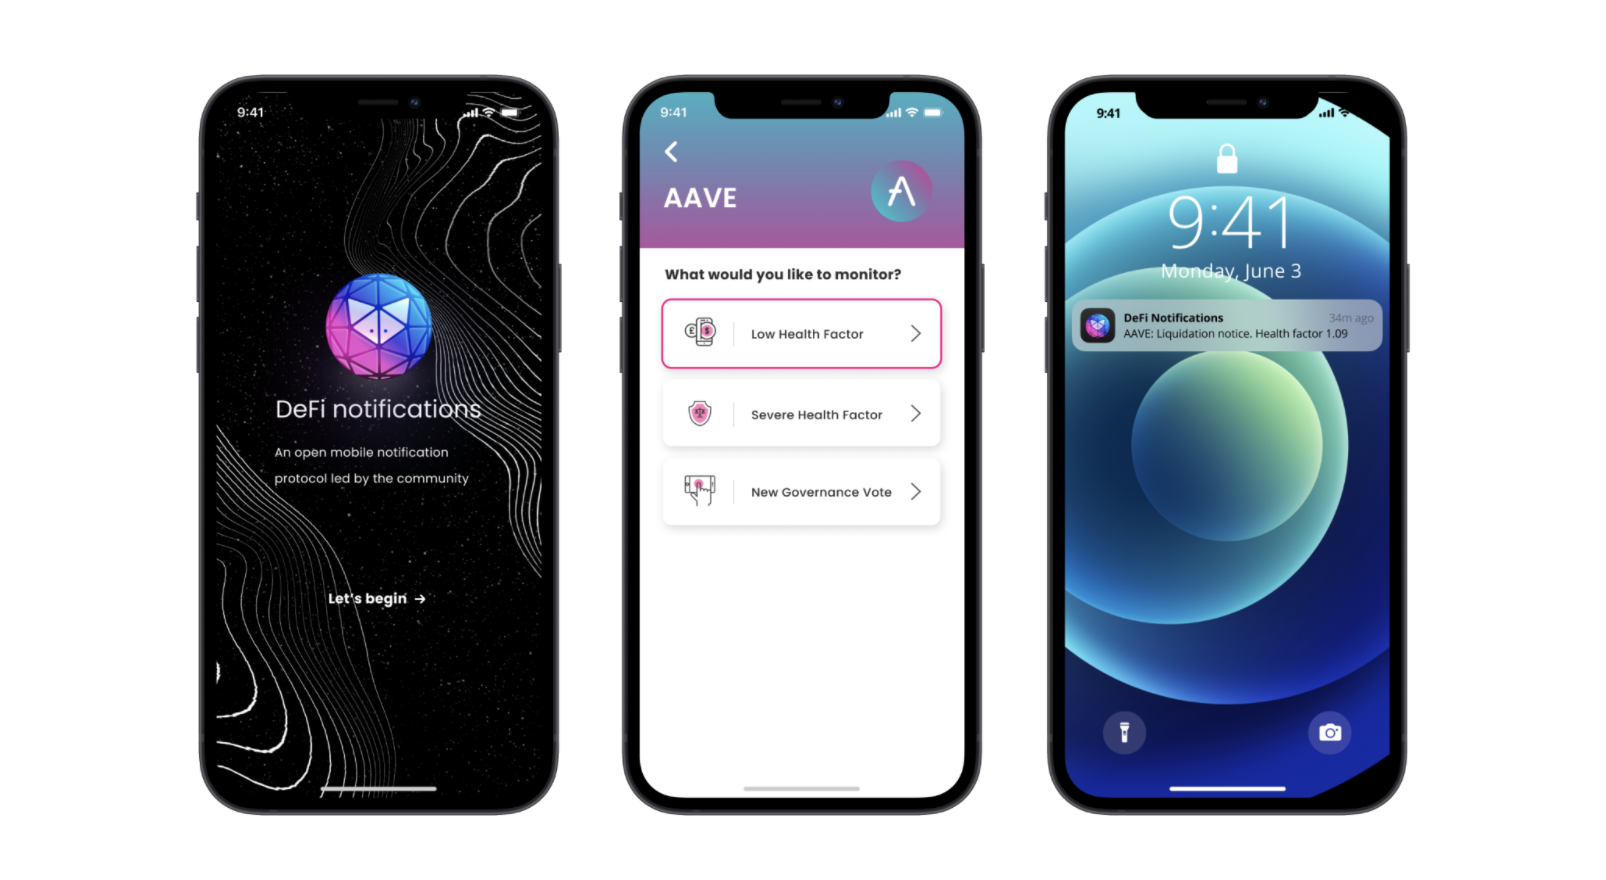 9:41
DeFi notifications
An open mobile notification
protocol led by the community
Let's begin →
9:41
AAVE
What would you like to monitor?
£ $
Low Health Factor
Severe Health Factor
New Governance Vote
9:41
9:41
Monday, June 3
DeFi Notifications 34m ago
AAVE: Liquidation notice. Health factor 1.09